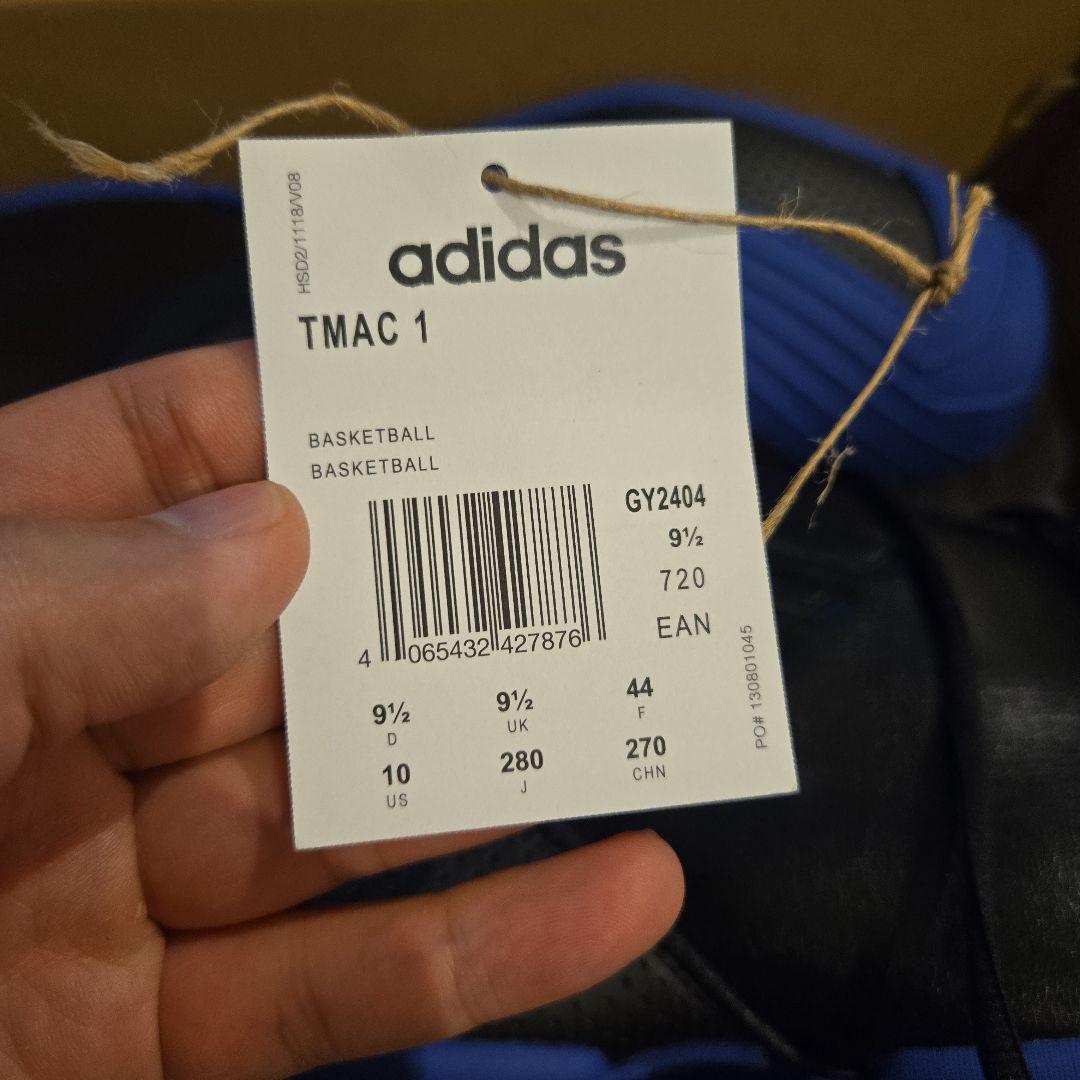 HSD2/1118/V08
adidas
TMAC 1
BASKETBALL
BASKETBALL
GY2404
9½
720
EAN
4 065432 427876
PO# 130801045
9½ 9½ 44
D UK F
10 280 270
US J CHN